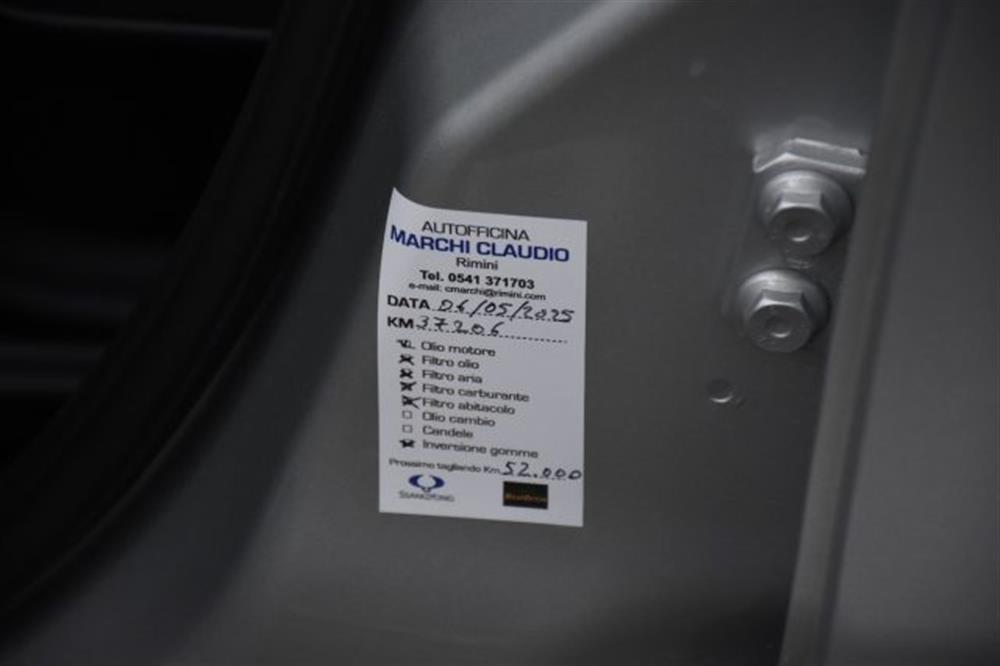 AUTOFFICINA
MARCHI CLAUDIO
Rimini
Tel. 0541 371703
e-mail: cmarchi@rimini.com
DATA 06/05/2025
KM 37206
Olio motore
Filtro olio
Filtro aria
Filtro carburante
Filtro abitacolo
Olio cambio
Candele
Inversione gomme
Prossimo tagliando Km. 52.000
SSANGYONG